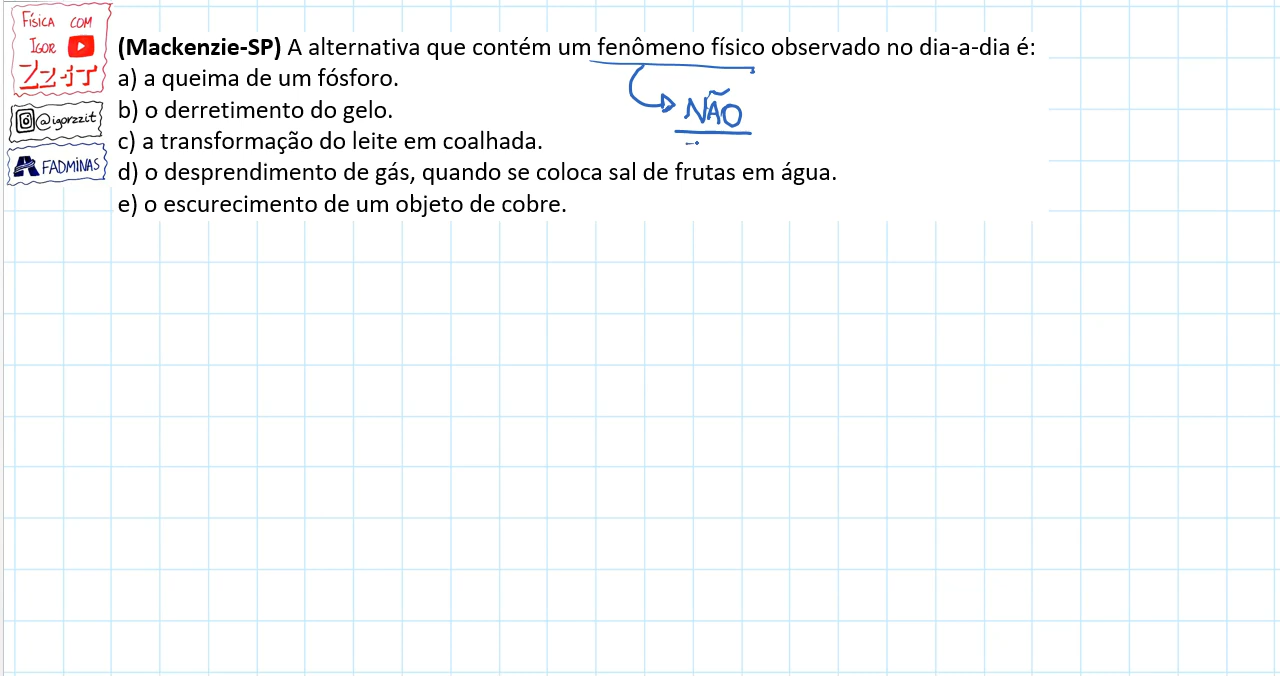 FÍSICA COM
IGOR
ZZiT
@igorzzit
FADMINAS
(Mackenzie-SP) A alternativa que contém um fenômeno físico observado no dia-a-dia é:
a) a queima de um fósforo.
NÃO
b) o derretimento do gelo.
c) a transformação do leite em coalhada.
d) o desprendimento de gás, quando se coloca sal de frutas em água.
e) o escurecimento de um objeto de cobre.